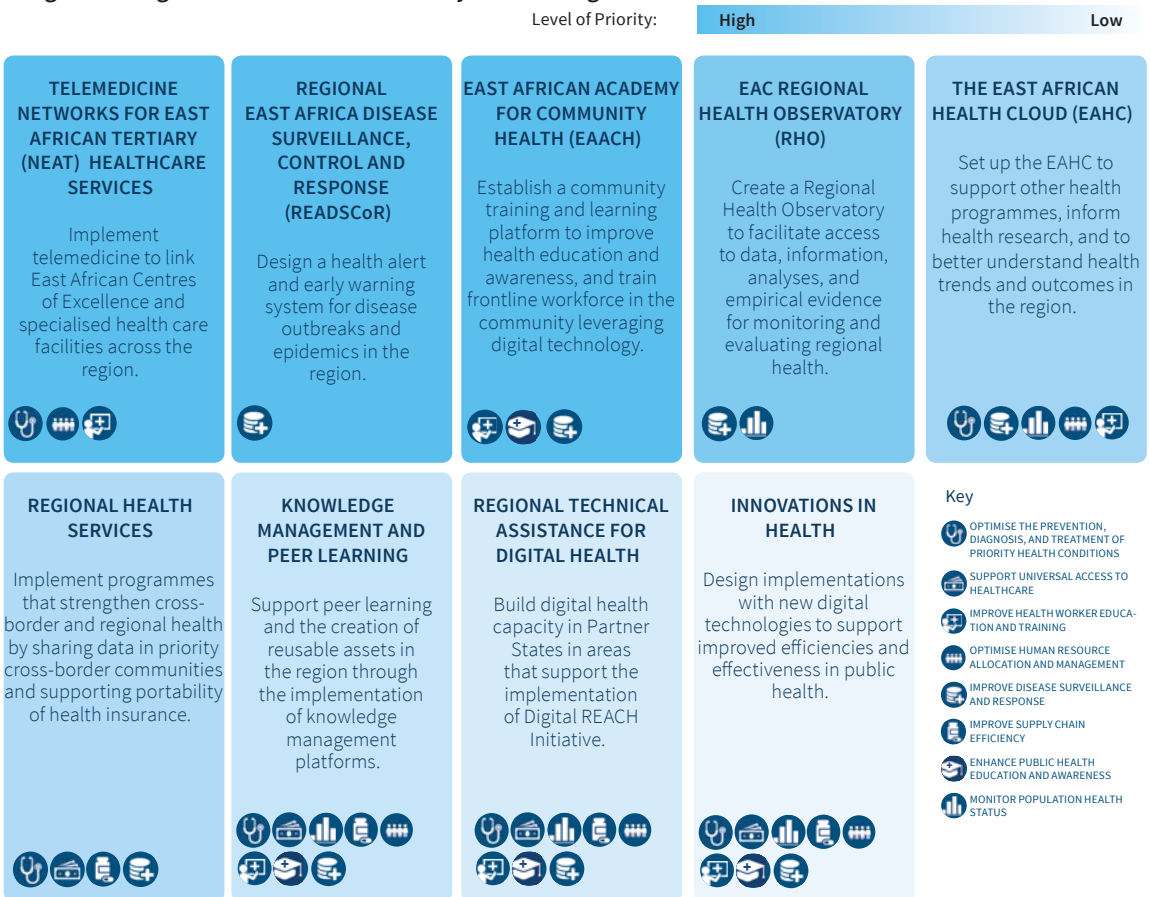 Level of Priority:
High
Low
TELEMEDICINE
NETWORKS FOR EAST
AFRICAN TERTIARY
(NEAT) HEALTHCARE
SERVICES
Implement
telemedicine to link
East African Centres
of Excellence and
specialised health care
facilities across the
region.
REGIONAL
EAST AFRICA DISEASE
SURVEILLANCE,
CONTROL AND
RESPONSE
(READSCoR)
Design a health alert
and early warning
system for disease
outbreaks and
epidemics in the
region.
EAST AFRICAN ACADEMY
FOR COMMUNITY
HEALTH (EAACH)
Establish a community
training and learning
platform to improve
health education and
awareness, and train
frontline workforce in the
community leveraging
digital technology.
EAC REGIONAL
HEALTH OBSERVATORY
(RHO)
Create a Regional
Health Observatory
to facilitate access
to data, information,
analyses, and
empirical evidence
for monitoring and
evaluating regional
health.
THE EAST AFRICAN
HEALTH CLOUD (EAHC)
Set up the EAHC to
support other health
programmes, inform
health research, and to
better understand health
trends and outcomes in
the region.
REGIONAL HEALTH
SERVICES
Implement programmes
that strengthen cross-
border and regional health
by sharing data in priority
cross-border communities
and supporting portability
of health insurance.
KNOWLEDGE
MANAGEMENT AND
PEER LEARNING
Support peer learning
and the creation of
reusable assets in
the region through
the implementation
of knowledge
management
platforms.
REGIONAL TECHNICAL
ASSISTANCE FOR
DIGITAL HEALTH
Build digital health
capacity in Partner
States in areas
that support the
implementation
of Digital REACH
Initiative.
INNOVATIONS IN
HEALTH
Design implementations
with new digital
technologies to support
improved efficiencies and
effectiveness in public
health.
Key
OPTIMISE THE PREVENTION,
DIAGNOSIS, AND TREATMENT OF
PRIORITY HEALTH CONDITIONS
SUPPORT UNIVERSAL ACCESS TO
HEALTHCARE
IMPROVE HEALTH WORKER EDUCA-
TION AND TRAINING
OPTIMISE HUMAN RESOURCE
ALLOCATION AND MANAGEMENT
IMPROVE DISEASE SURVEILLANCE
AND RESPONSE
IMPROVE SUPPLY CHAIN
EFFICIENCY
ENHANCE PUBLIC HEALTH
EDUCATION AND AWARENESS
MONITOR POPULATION HEALTH
STATUS